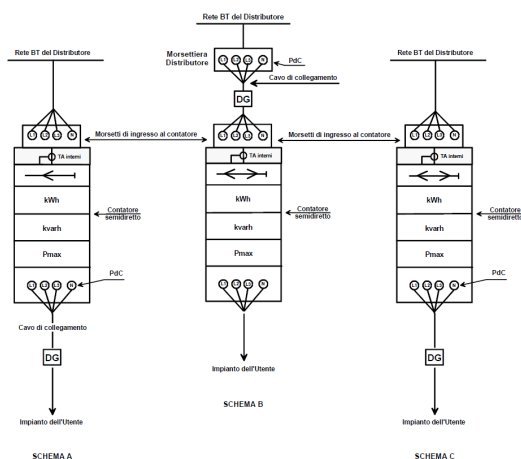 Rete BT del Distributore
Morsettiera
Distributore
L1 L2 L3 N
PdC
Cavo di collegamento
DG
Rete BT del Distributore
L1 L2 L3 N
TA interni
kWh
kvarh
Pmax
Contatore
semidiretto
L1 L2 L3 N
PdC
Cavo di collegamento
DG
Impianto dell'Utente
SCHEMA A
Morsetti di ingresso al contatore
L1 L2 L3 N
TA interni
kWh
kvarh
Pmax
Contatore
semidiretto
L1 L2 L3 N
Impianto dell'Utente
SCHEMA B
Morsetti di ingresso al contatore
Rete BT del Distributore
L1 L2 L3 N
TA interni
kWh
kvarh
Pmax
Contatore
semidiretto
L1 L2 L3 N
PdC
DG
Impianto dell'Utente
SCHEMA C